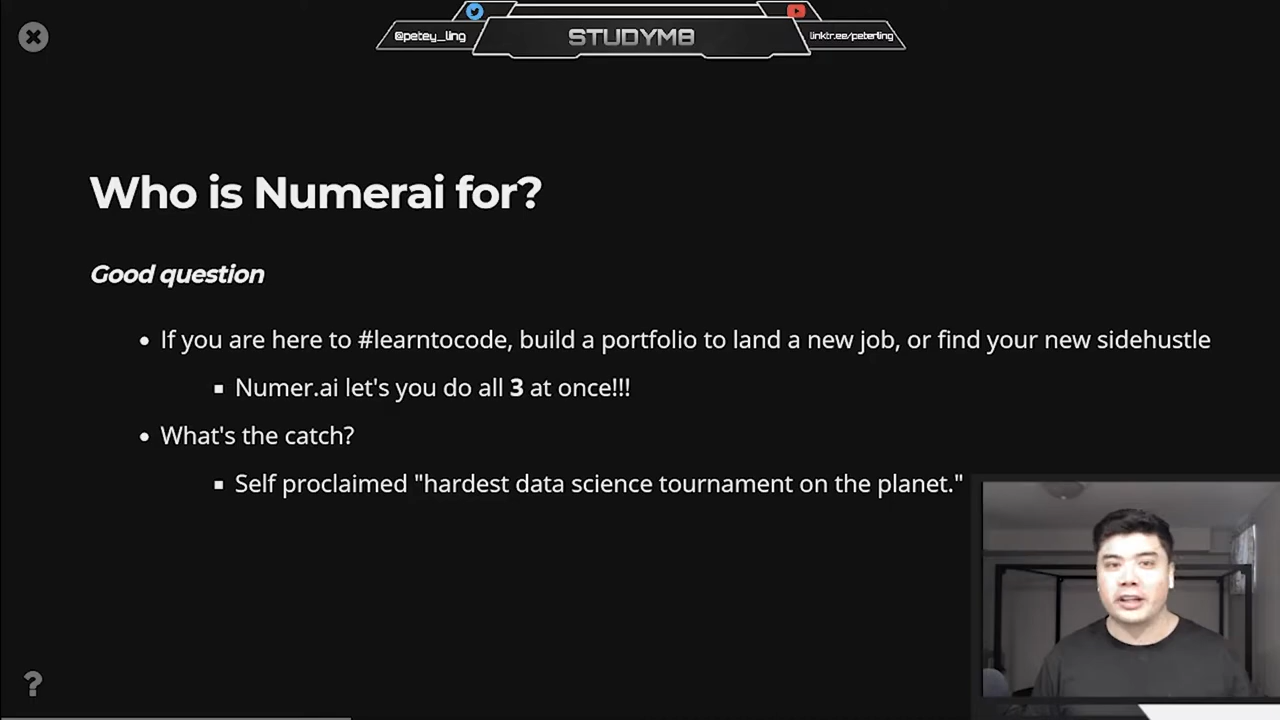 @petey_ling
STUDYM8
linktr.ee/peterling
Who is Numerai for?
Good question
If you are here to #learntocode, build a portfolio to land a new job, or find your new sidehustle
Numer.ai let's you do all 3 at once!!!
What's the catch?
Self proclaimed "hardest data science tournament on the planet."
?